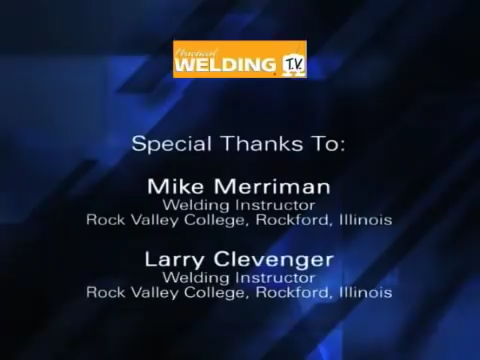 Practical
WELDING T.V.
Special Thanks To:
Mike Merriman
Welding Instructor
Rock Valley College, Rockford, Illinois
Larry Clevenger
Welding Instructor
Rock Valley College, Rockford, Illinois